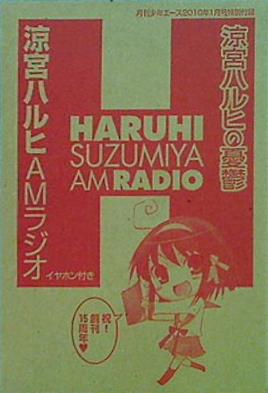 月刊少年エース2010年1月号特別付録
涼宮ハルヒの憂鬱
HARUHI
SUZUMIYA
AM RADIO
涼宮ハルヒAMラジオ
イヤホン付き
祝!
創刊
15周年♥